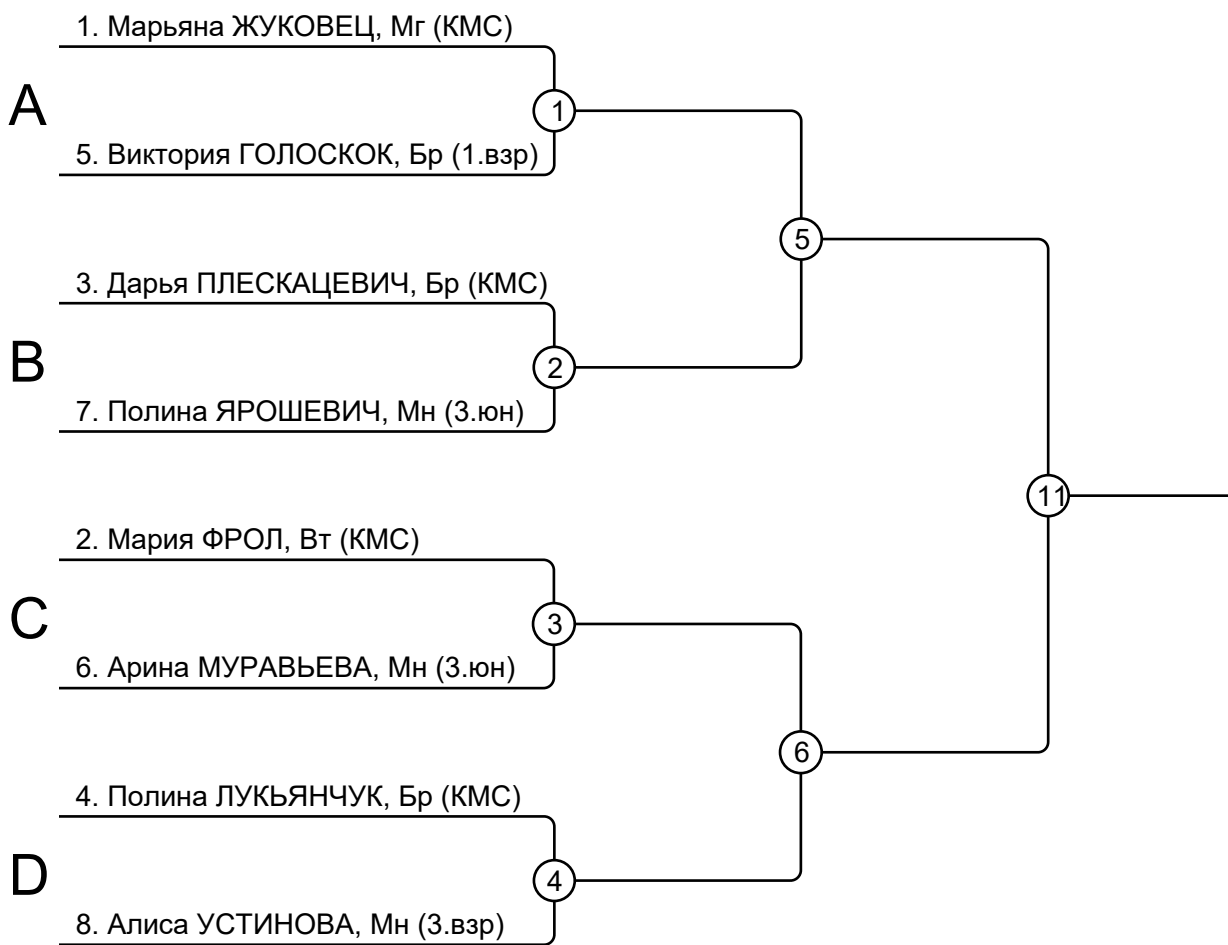 1. Марьяна ЖУКОВЕЦ, Мг (КМС)
A
1
5. Виктория ГОЛОСКОК, Бр (1.взр)
5
3. Дарья ПЛЕСКАЦЕВИЧ, Бр (КМС)
B
2
7. Полина ЯРОШЕВИЧ, Мн (3.юн)
11
2. Мария ФРОЛ, Вт (КМС)
C
3
6. Арина МУРАВЬЕВА, Мн (3.юн)
6
4. Полина ЛУКЬЯНЧУК, Бр (КМС)
D
4
8. Алиса УСТИНОВА, Мн (3.взр)